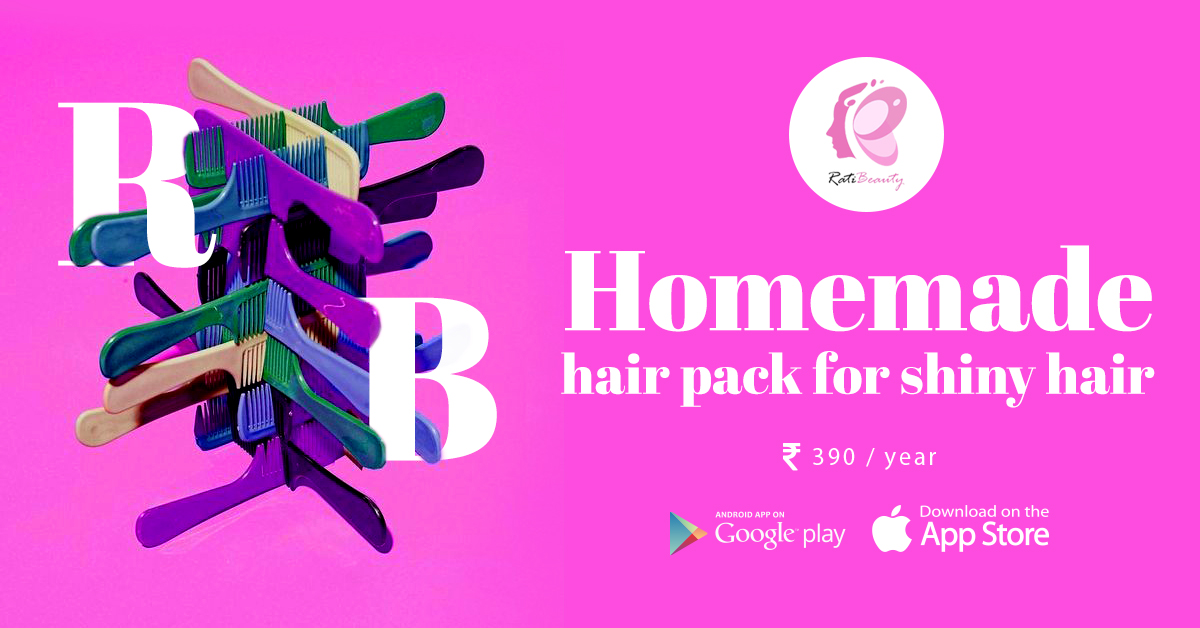 R
B
RatiBeauty
Homemade
hair pack for shiny hair
₹ 390 / year
ANDROID APP ON
Google play
Download on the
App Store